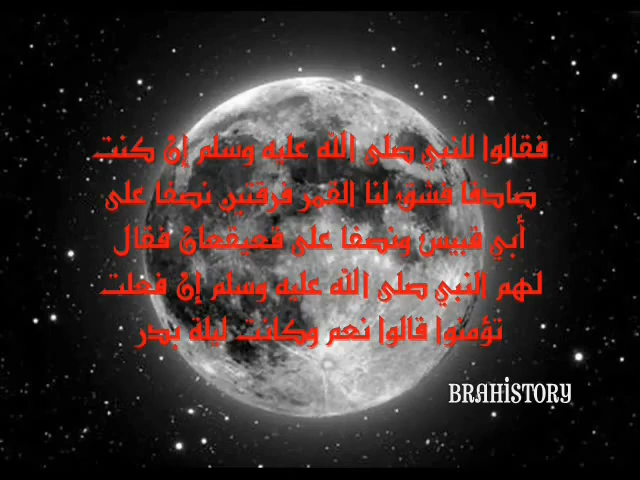 فقالوا للنبي صلى الله عليه وسلم إن كنت
صادقا فشق لنا القمر فرقتين نصفا على
أبي قبيس ونصفا على قعيقعان فقال
لهم النبي صلى الله عليه وسلم إن فعلت
تؤمنوا قالوا نعم وكانت ليلة بدر
BRAHISTORY